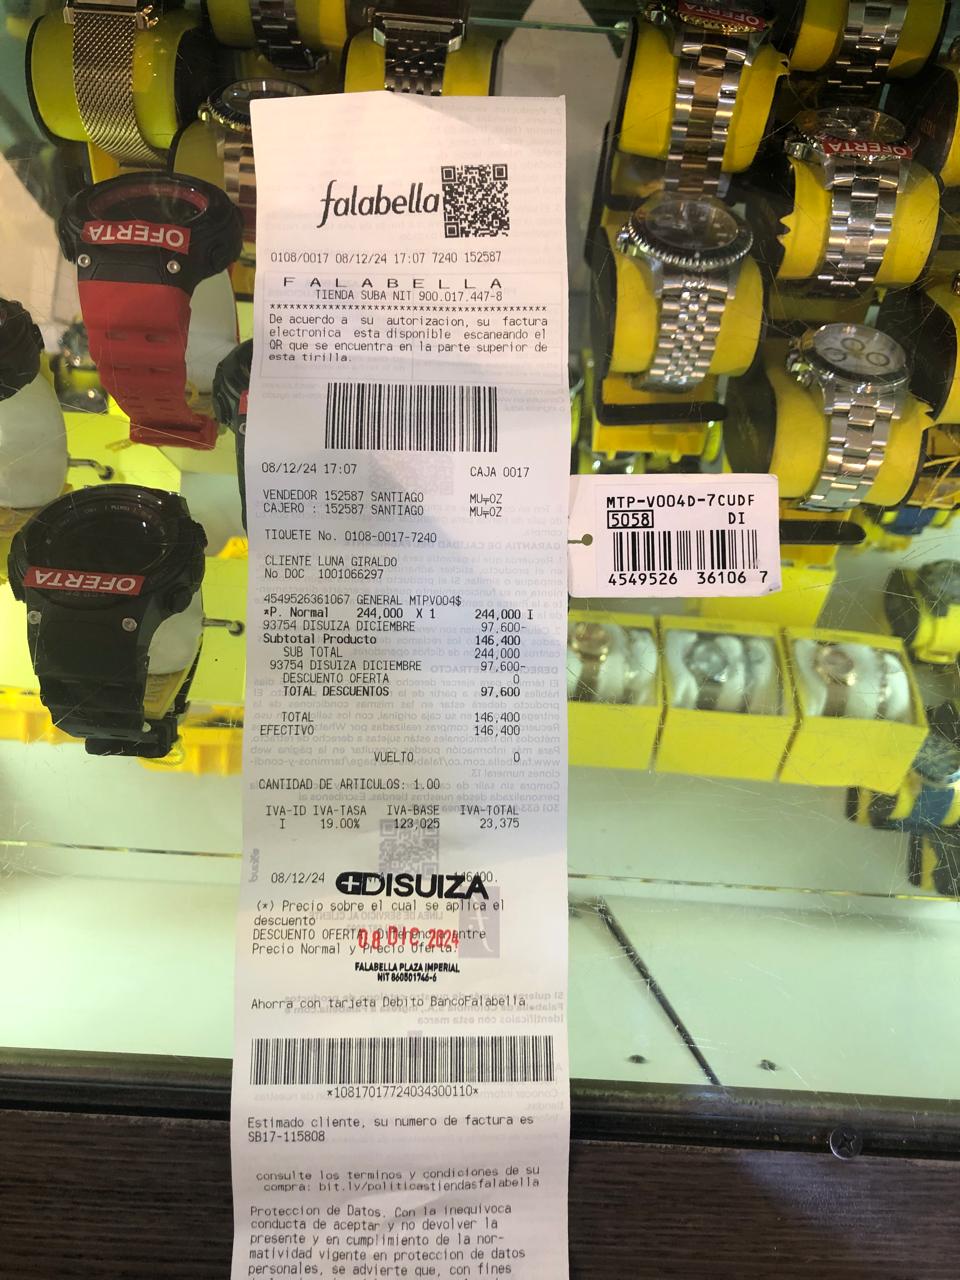 falabella
0108/0017 08/12/24 17:07 7240 152587
F A L A B E L L A
TIENDA SUBA NIT 900.017.447-8
De acuerdo a su autorizacion, su factura
electronica esta disponible escaneando el
QR que se encuentra en la parte superior de
esta tirilla.
08/12/24 17:07 CAJA 0017
VENDEDOR 152587 SANTIAGO MU╤OZ
CAJERO : 152587 SANTIAGO MU╤OZ
TIQUETE No. 0108-0017-7240
CLIENTE LUNA GIRALDO
No DOC 1001066297
4549526361067 GENERAL MTPV004$
*P. Normal 244,000 X 1 244,000 I
93754 DISUIZA DICIEMBRE 97,600-
Subtotal Producto 146,400
SUB TOTAL 244,000
93754 DISUIZA DICIEMBRE 97,600-
DESCUENTO OFERTA 0
TOTAL DESCUENTOS 97,600
TOTAL 146,400
EFECTIVO 146,400
VUELTO 0
CANTIDAD DE ARTICULOS: 1.00
IVA-ID IVA-TASA IVA-BASE IVA-TOTAL
I 19.00% 123,025 23,375
08/12/24
DISUIZA
(*) Precio sobre el cual se aplica el
descuento
DESCUENTO OFERTA: Diferencia entre
Precio Normal y Precio Oferta.
08 DIC 2024
FALABELLA PLAZA IMPERIAL
NIT 860501746-6
Ahorra con tarjeta Debito BancoFalabella.
*10817017724034300110*
Estimado cliente, su numero de factura es
SB17-115808
consulte los terminos y condiciones de su
compra: bit.ly/politicastiendasfalabella
Proteccion de Datos. Con la inequivoca
conducta de aceptar y no devolver la
presente y en cumplimiento de la nor-
matividad vigente en proteccion de datos
personales, se advierte que, con fines
MTP-V004D-7CUDF
5058 DI
4549526 36106 7
OFERTA
OFERTA
OFERTA
OFERTA